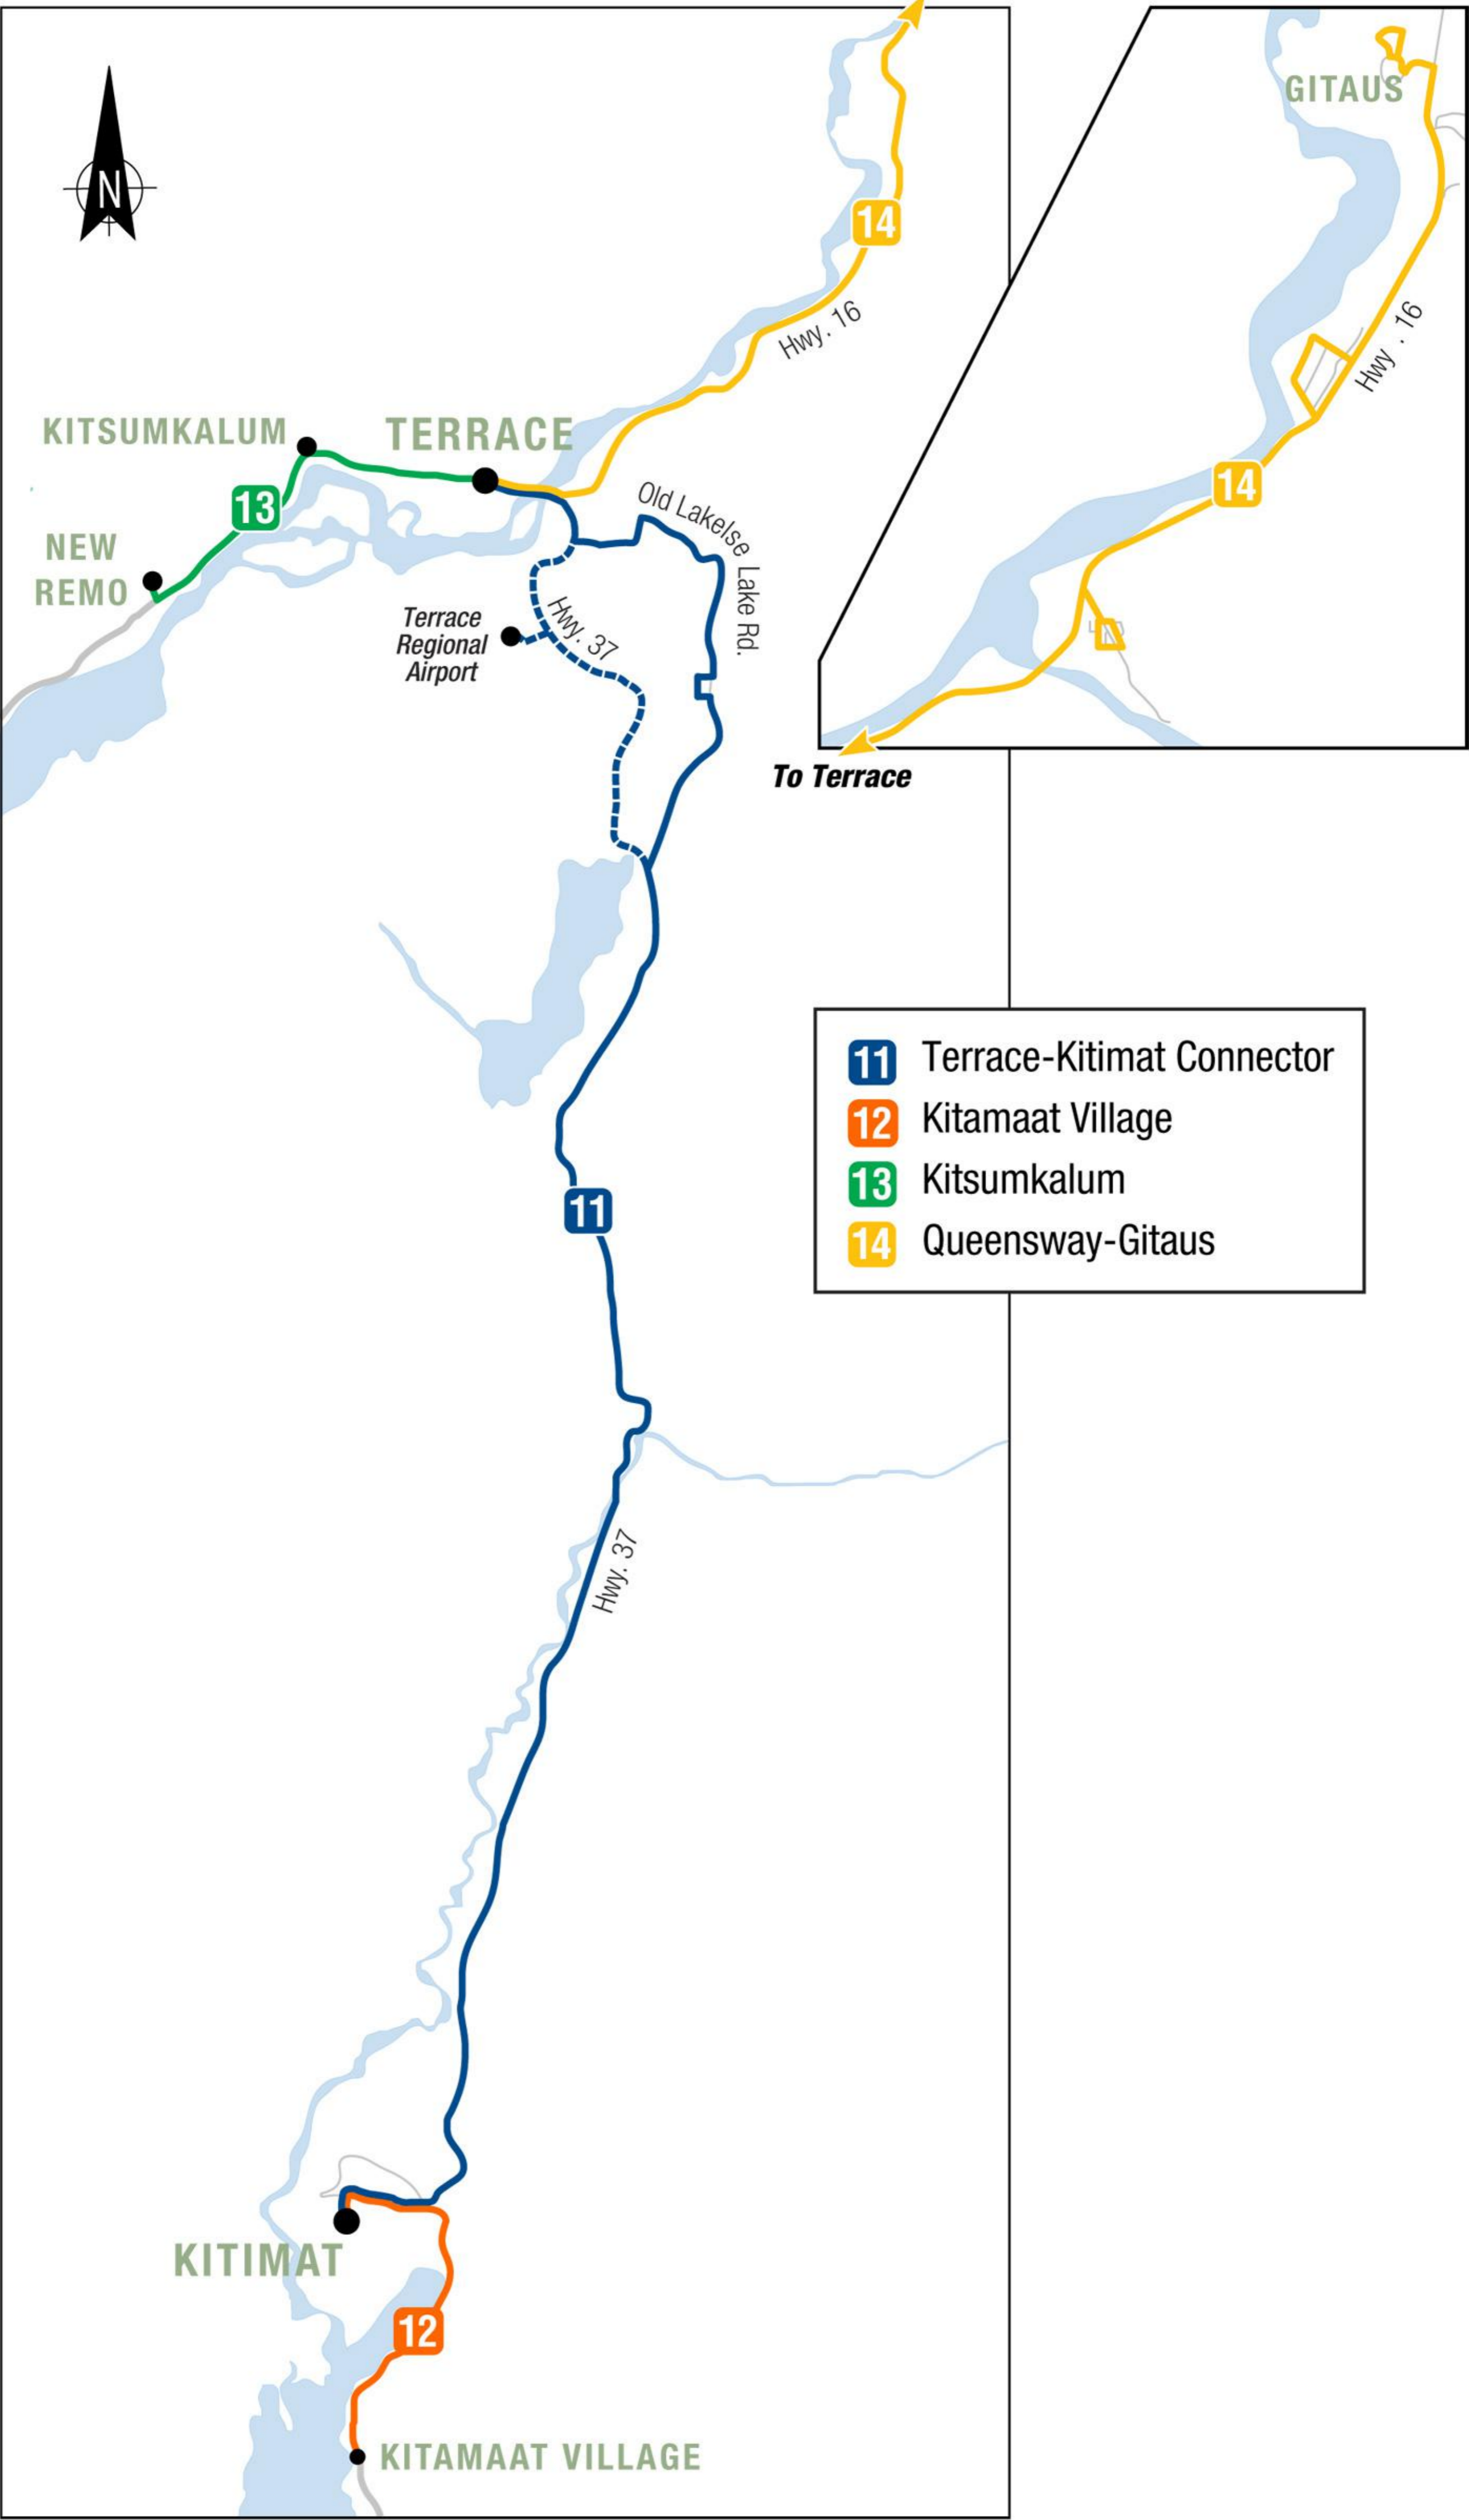 N
GITAUS
14
Hwy. 16
Hwy . 16
KITSUMKALUM
TERRACE
13
14
Old Lakelse Lake Rd.
NEW
REMO
Hwy. 37
Terrace
Regional
Airport
To Terrace
11 Terrace-Kitimat Connector
12 Kitamaat Village
13 Kitsumkalum
14 Queensway-Gitaus
11
Hwy. 37
KITIMAT
12
KITAMAAT VILLAGE